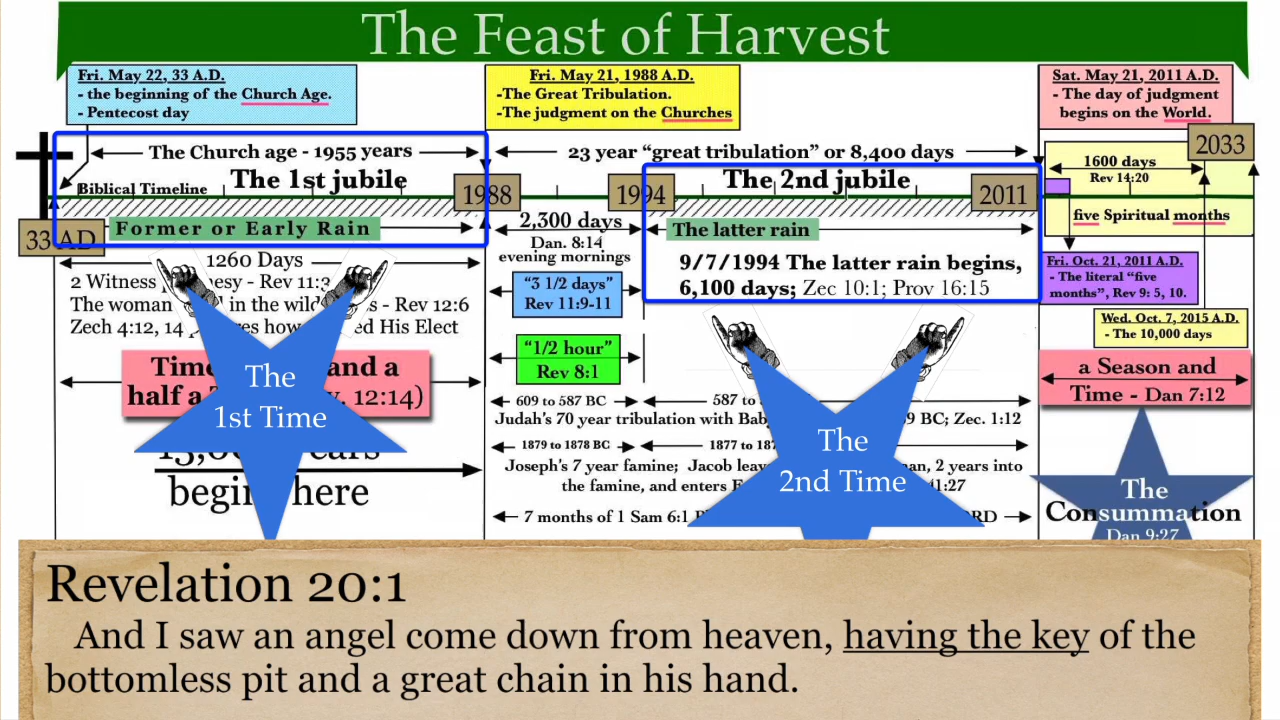 The Feast of Harvest
Fri. May 22, 33 A.D.
- the beginning of the Church Age.
- Pentecost day
Fri. May 21, 1988 A.D.
-The Great Tribulation.
-The judgment on the Churches
Sat. May 21, 2011 A.D.
- The day of judgment
begins on the World.
2033
The Church age - 1955 years
23 year “great tribulation” or 8,400 days
1600 days
Rev 14:20
Biblical Timeline
The 1st jubile
1988
1994
The 2nd jubile
2011
five Spiritual months
33 AD
Former or Early Rain
2,300 days
Dan. 8:14
evening mornings
The latter rain
9/7/1994 The latter rain begins,
6,100 days; Zec 10:1; Prov 16:15
Fri. Oct. 21, 2011 A.D.
- The literal “five
months”, Rev 9: 5, 10.
1260 Days
2 Witness - Rev 11:3
The woman in the - Rev 12:6
Zech 4:12, 14 His Elect
“3 1/2 days”
Rev 11:9-11
Wed. Oct. 7, 2015 A.D.
- The 10,000 days
“1/2 hour”
Rev 8:1
Time and a
half a 12:14)
a Season and
Time - Dan 7:12
The
1st Time
609 to 587 BC
587 to
Judah’s 70 year tribulation with BC; Zec. 1:12
1879 to 1878 BC
1877 to
Joseph’s 7 year famine; Jacob 2 years into
the famine, and enters
The
2nd Time
here
7 months of 1 Sam 6:1
The
Consummation
Dan 9:27
Revelation 20:1
And I saw an angel come down from heaven, having the key of the
bottomless pit and a great chain in his hand.